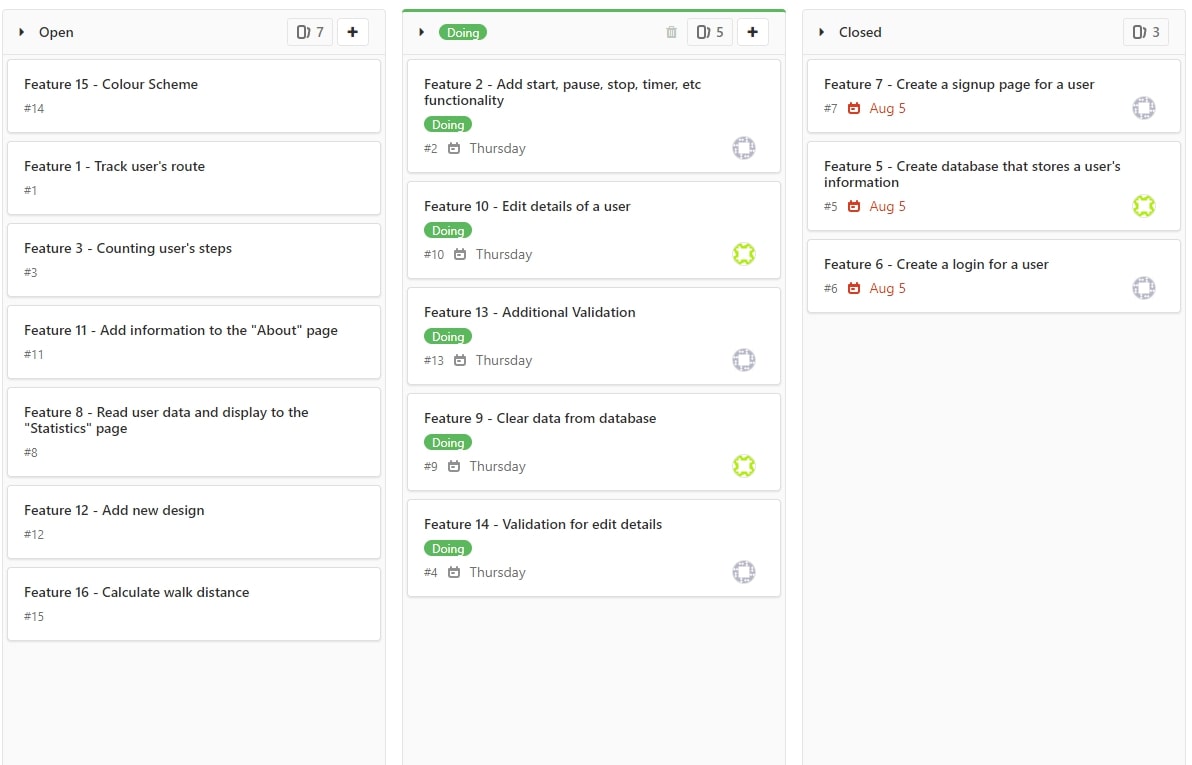 Open 7
Feature 15 - Colour Scheme
#14
Feature 1 - Track user's route
#1
Feature 3 - Counting user's steps
#3
Feature 11 - Add information to the "About" page
#11
Feature 8 - Read user data and display to the
"Statistics" page
#8
Feature 12 - Add new design
#12
Feature 16 - Calculate walk distance
#15
Doing 5
Feature 2 - Add start, pause, stop, timer, etc
functionality
Doing
#2 Thursday
Feature 10 - Edit details of a user
Doing
#10 Thursday
Feature 13 - Additional Validation
Doing
#13 Thursday
Feature 9 - Clear data from database
Doing
#9 Thursday
Feature 14 - Validation for edit details
Doing
#4 Thursday
Closed 3
Feature 7 - Create a signup page for a user
#7 Aug 5
Feature 5 - Create database that stores a user's
information
#5 Aug 5
Feature 6 - Create a login for a user
#6 Aug 5